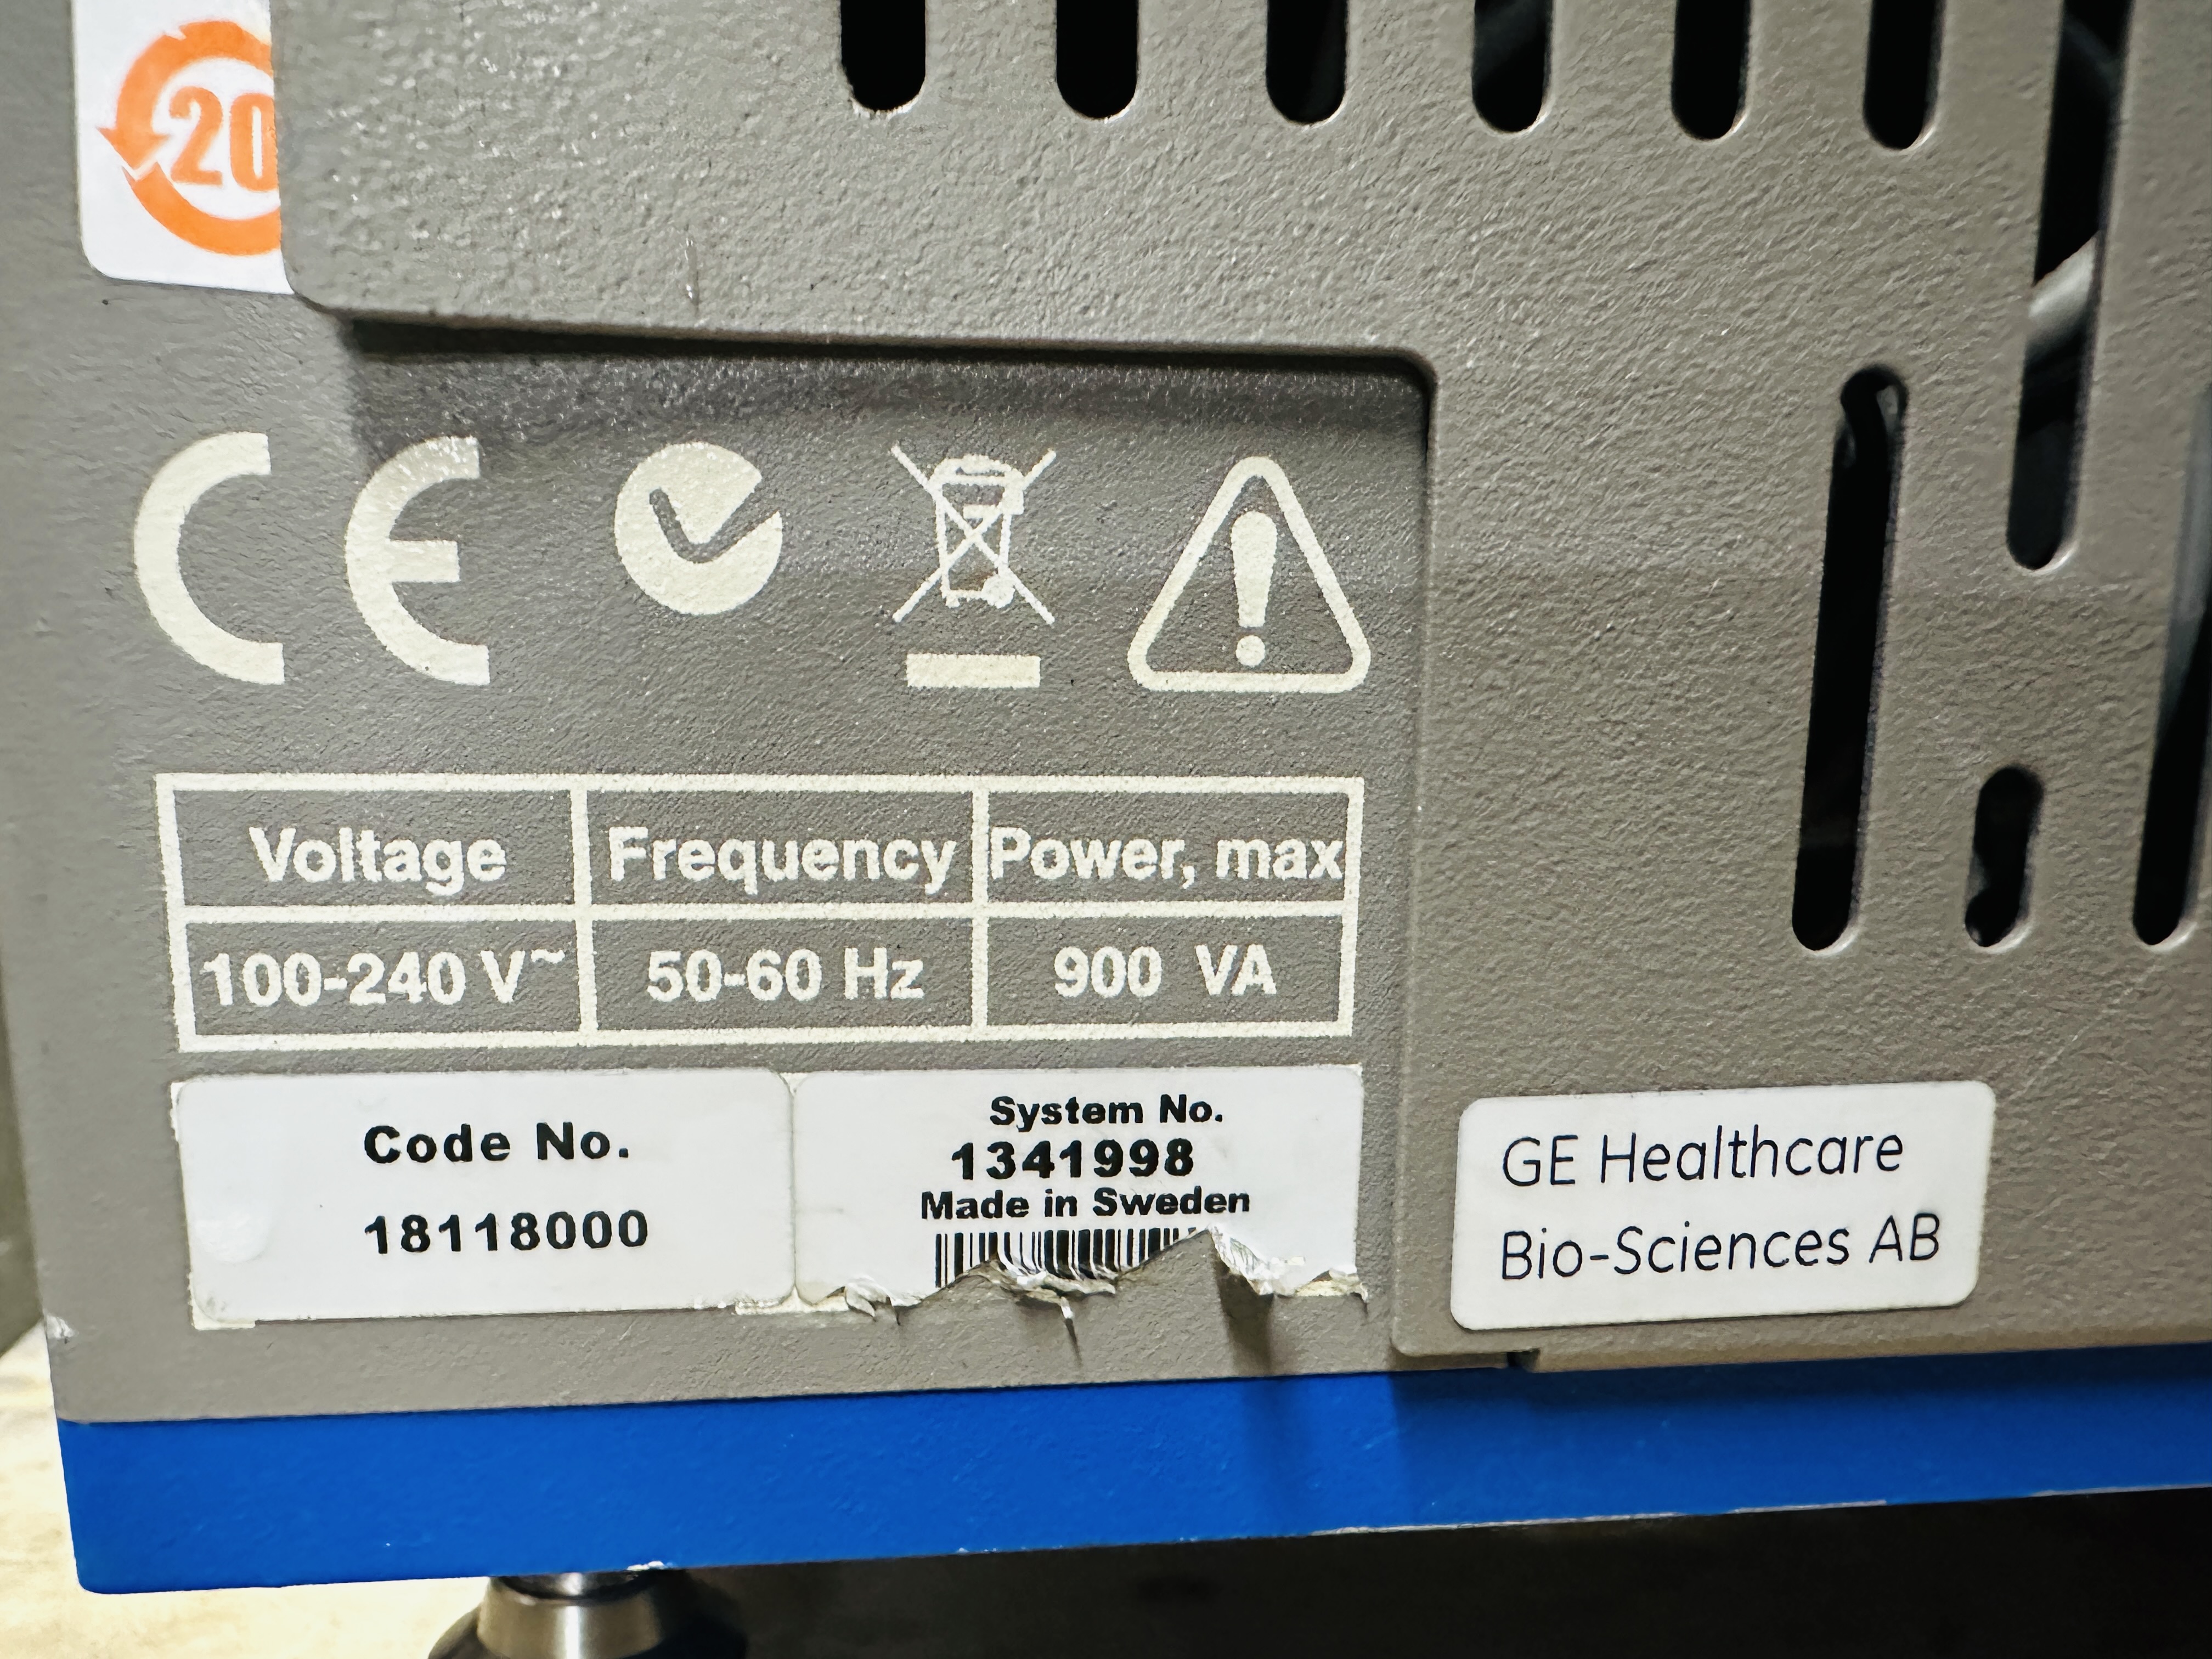 20
CE
Voltage Frequency Power, max
100-240 V~ 50-60 Hz 900 VA
Code No.
18118000
System No.
1341998
Made in Sweden
GE Healthcare
Bio-Sciences AB